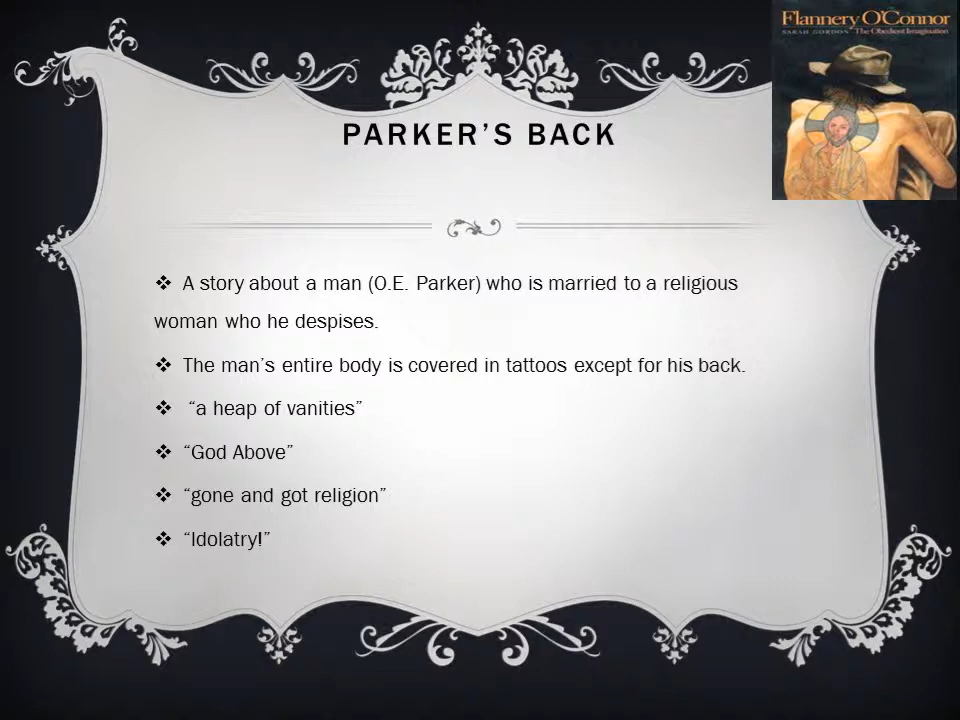 Flannery O'Connor
SARAH GORDON The Obedient Imagination
PARKER’S BACK
❖ A story about a man (O.E. Parker) who is married to a religious
woman who he despises.
❖ The man’s entire body is covered in tattoos except for his back.
❖ “a heap of vanities”
❖ “God Above”
❖ “gone and got religion”
❖ “Idolatry!”